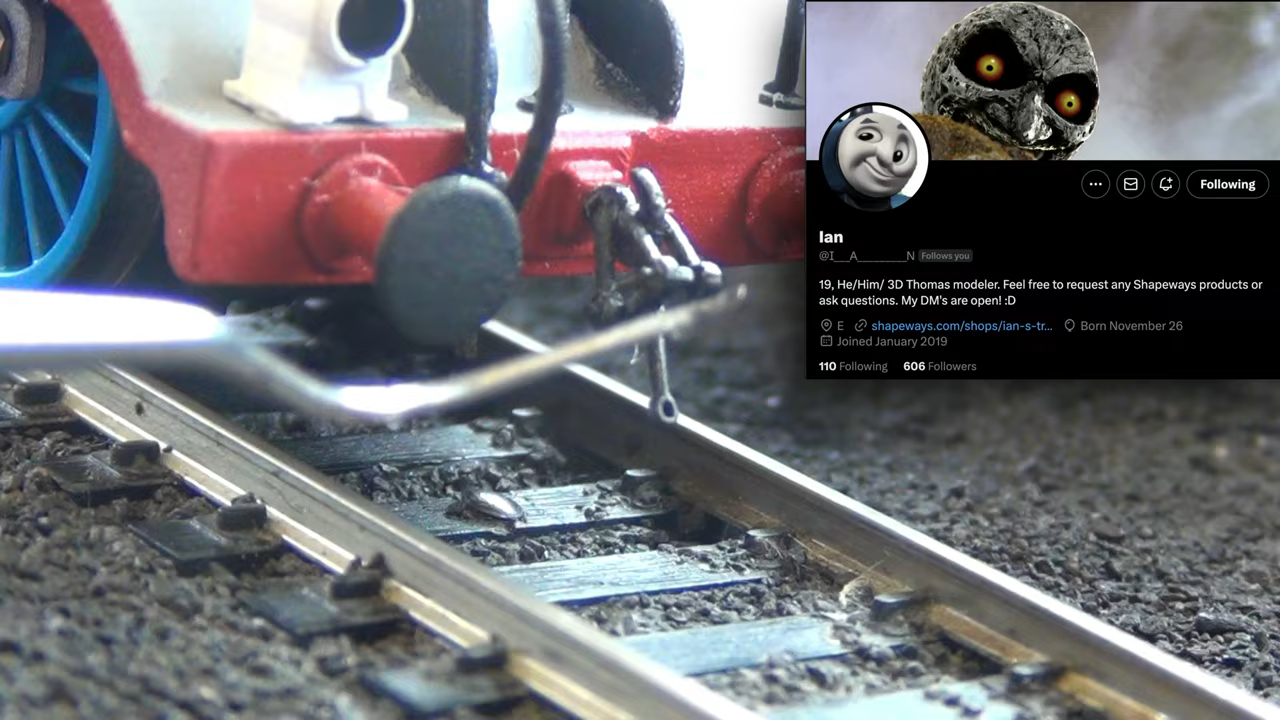 Following
Ian
@I__A________N Follows you
19, He/Him/ 3D Thomas modeler. Feel free to request any Shapeways products or
ask questions. My DM's are open! :D
E shapeways.com/shops/ian-s-tr... Born November 26
Joined January 2019
110 Following 606 Followers